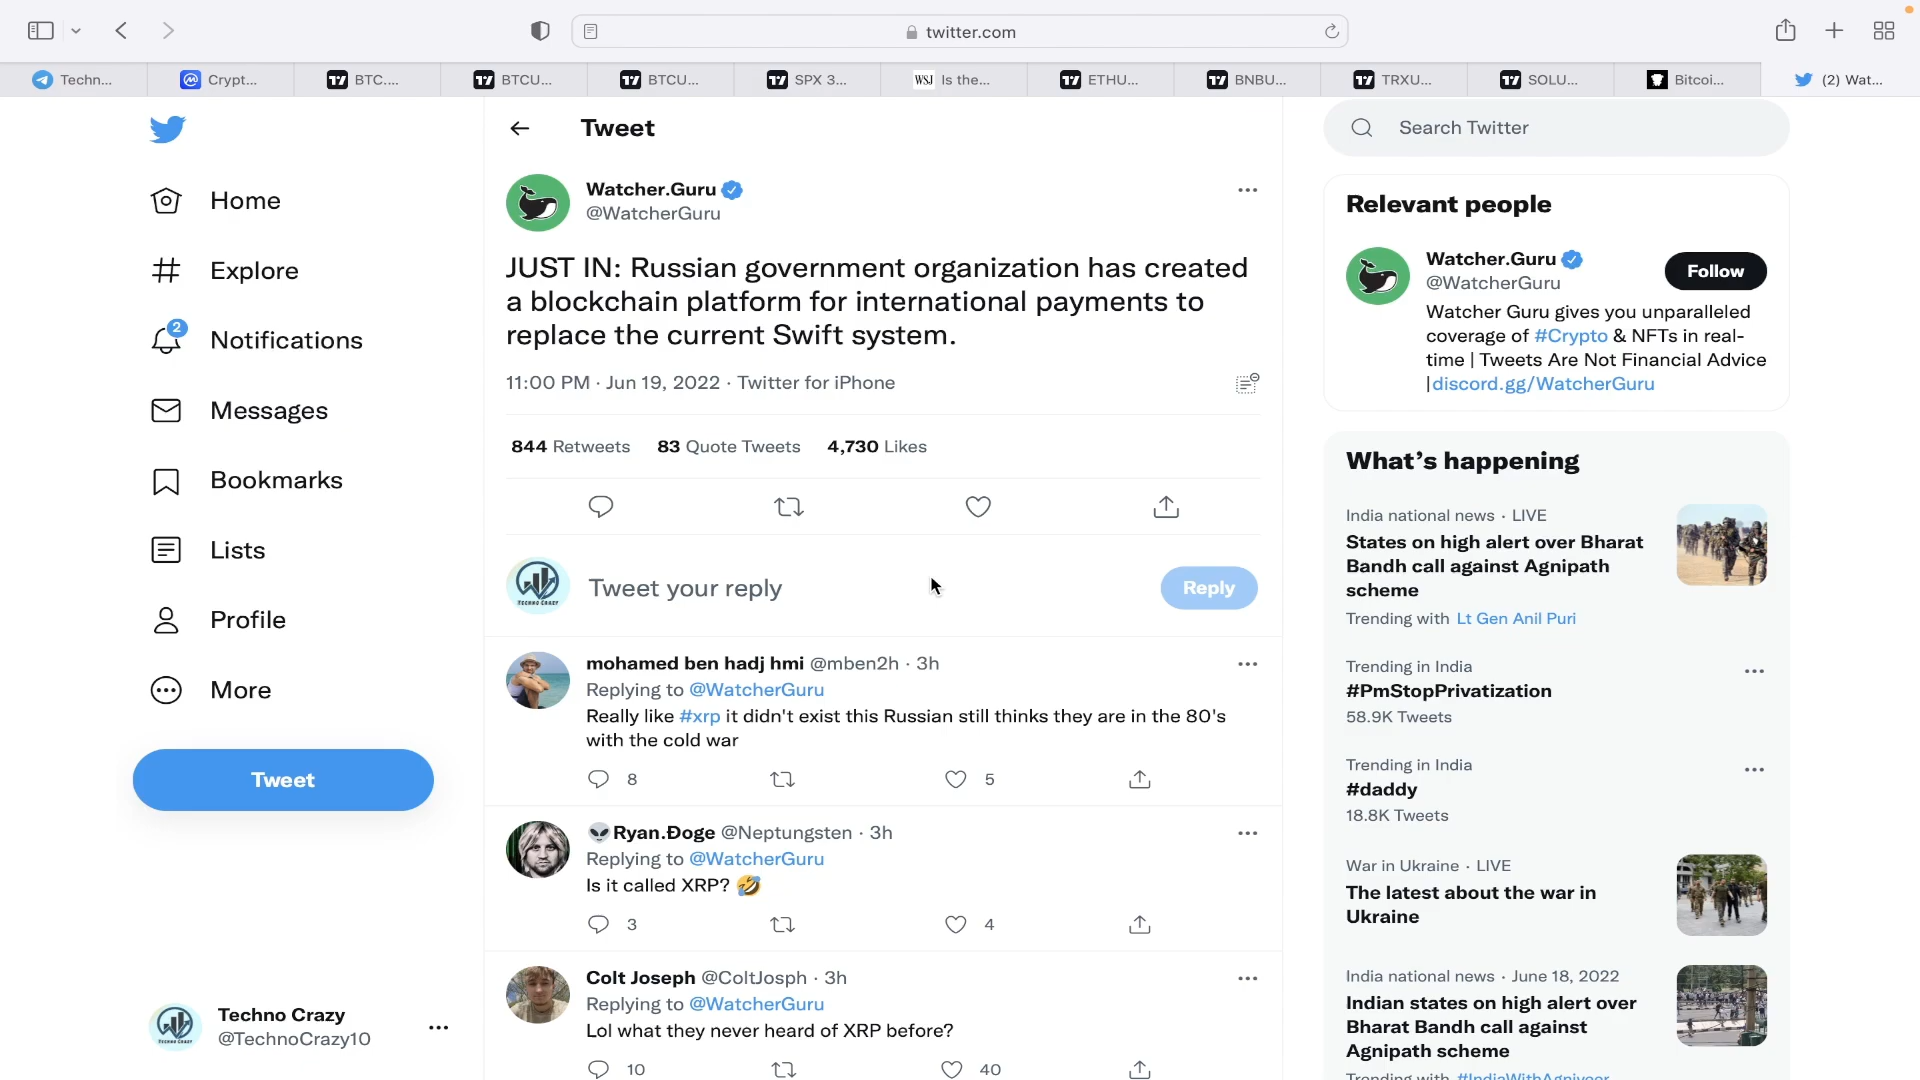 twitter.com
Techn...
Crypt...
BTC....
BTCU...
BTCU...
SPX 3...
WSJ Is the...
ETHU...
BNBU...
TRXU...
SOLU...
Bitcoi...
(2) Wat...
Home
Explore
2
Notifications
Messages
Bookmarks
Lists
Profile
More
Tweet
Techno Crazy
@TechnoCrazy10
Tweet
Watcher.Guru
@WatcherGuru
JUST IN: Russian government organization has created
a blockchain platform for international payments to
replace the current Swift system.
11:00 PM · Jun 19, 2022 · Twitter for iPhone
844 Retweets 83 Quote Tweets 4,730 Likes
TECHNO CRAZY
Tweet your reply
Reply
mohamed ben hadj hmi @mben2h · 3h
Replying to @WatcherGuru
Really like #xrp it didn't exist this Russian still thinks they are in the 80's
with the cold war
8 5
👽Ryan.Ðoge @Neptungsten · 3h
Replying to @WatcherGuru
Is it called XRP? 🤣
3 4
Colt Joseph @ColtJosph · 3h
Replying to @WatcherGuru
Lol what they never heard of XRP before?
10 40
Search Twitter
Relevant people
Watcher.Guru
@WatcherGuru
Follow
Watcher Guru gives you unparalleled
coverage of #Crypto & NFTs in real-
time | Tweets Are Not Financial Advice
|discord.gg/WatcherGuru
What's happening
India national news · LIVE
States on high alert over Bharat
Bandh call against Agnipath
scheme
Trending with Lt Gen Anil Puri
Trending in India
#PmStopPrivatization
58.9K Tweets
Trending in India
#daddy
18.8K Tweets
War in Ukraine · LIVE
The latest about the war in
Ukraine
India national news · June 18, 2022
Indian states on high alert over
Bharat Bandh call against
Agnipath scheme
Trending with #IndiaWithAgniveer